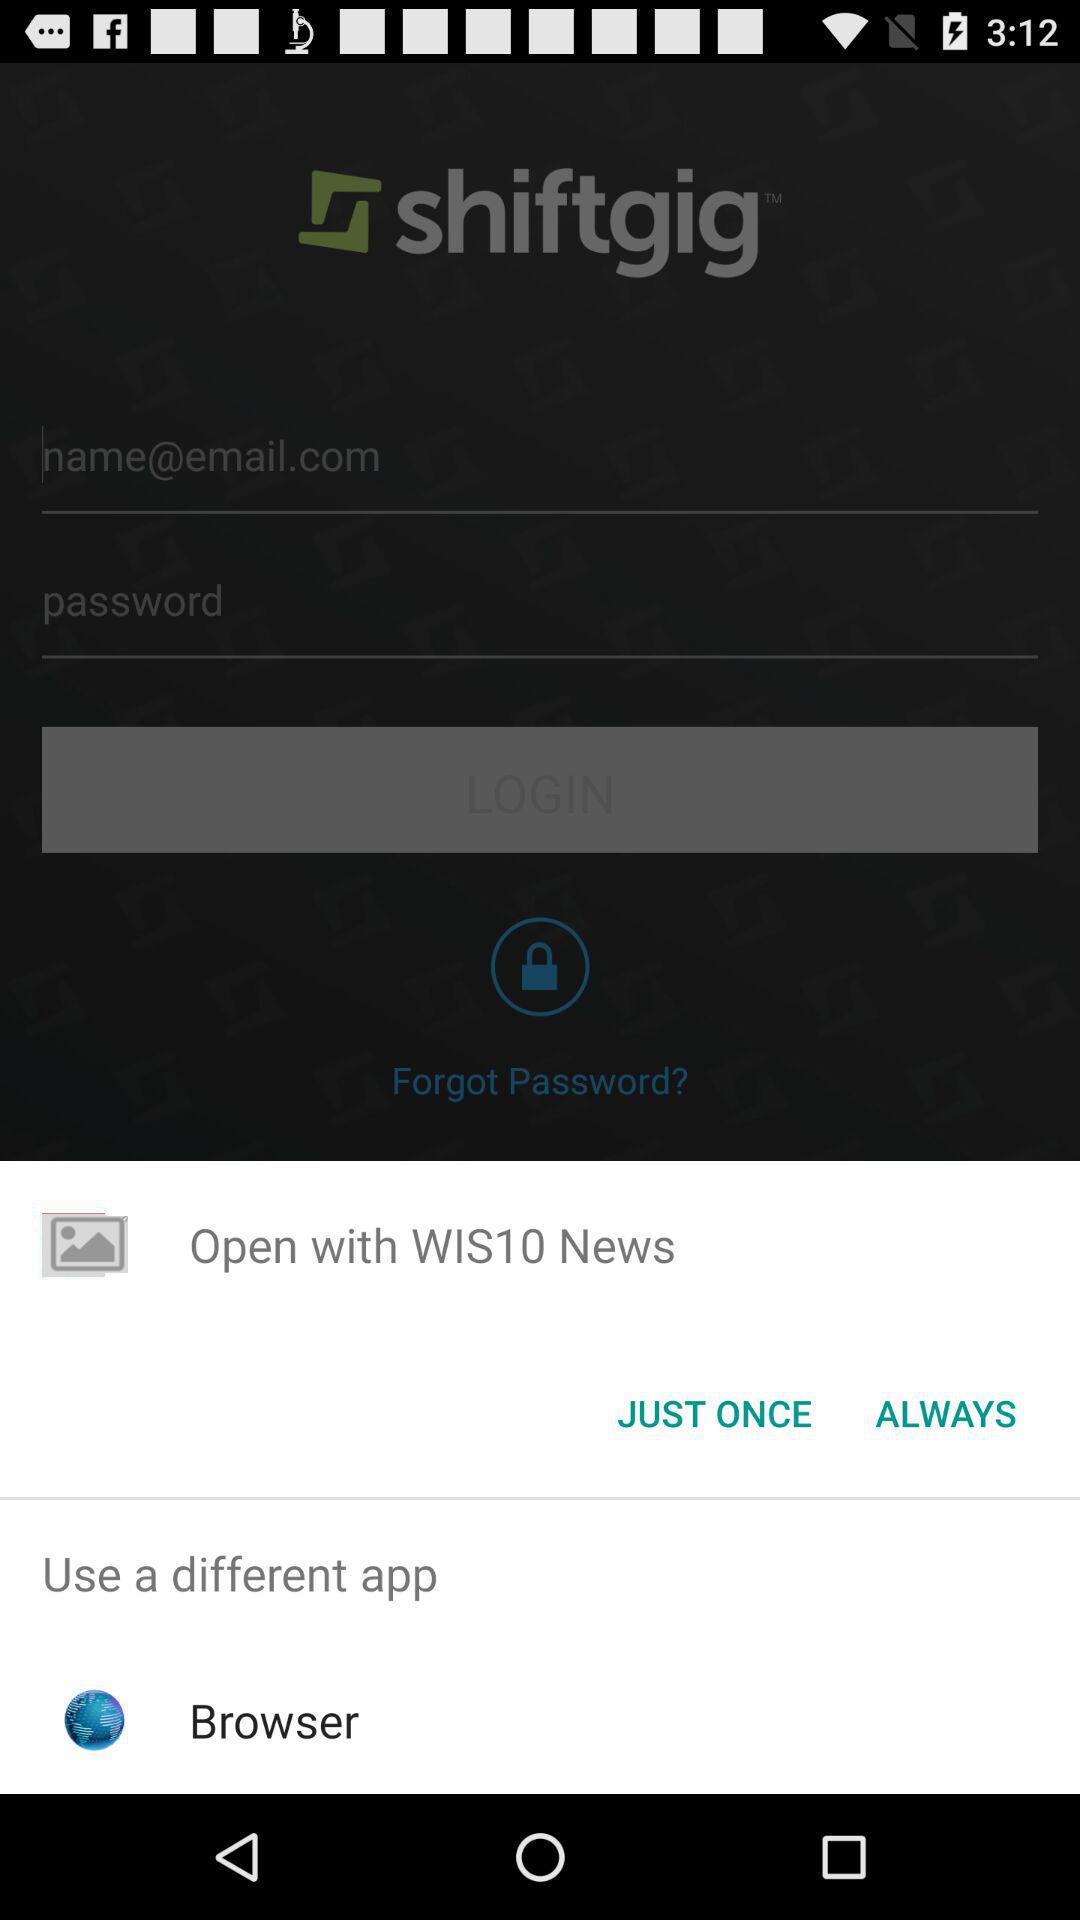 3:12
shiftgig™
name@email.com
password
LOGIN
Forgot Password?
Open with WIS10 News
JUST ONCE ALWAYS
Use a different app
Browser